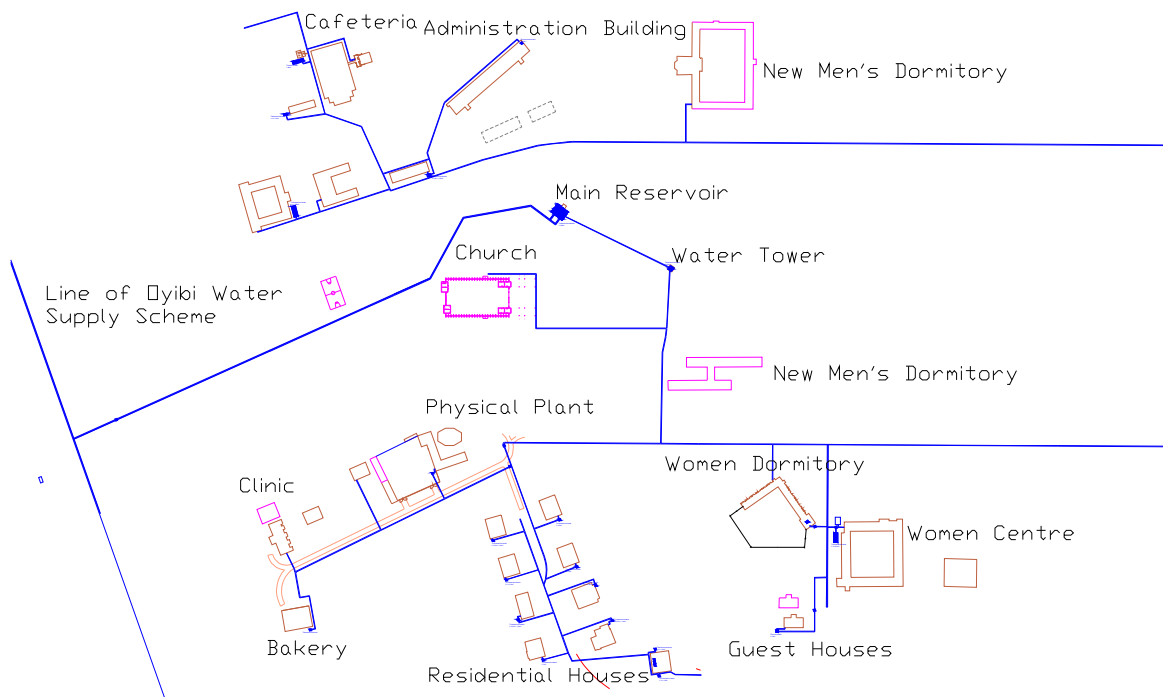 Cafeteria
Administration Building
New Men's Dormitory
Main Reservoir
Church
Water Tower
Line of ▯yibi Water
Supply Scheme
New Men's Dormitory
Physical Plant
Women Dormitory
Clinic
Women Centre
Bakery
Guest Houses
Residential Houses